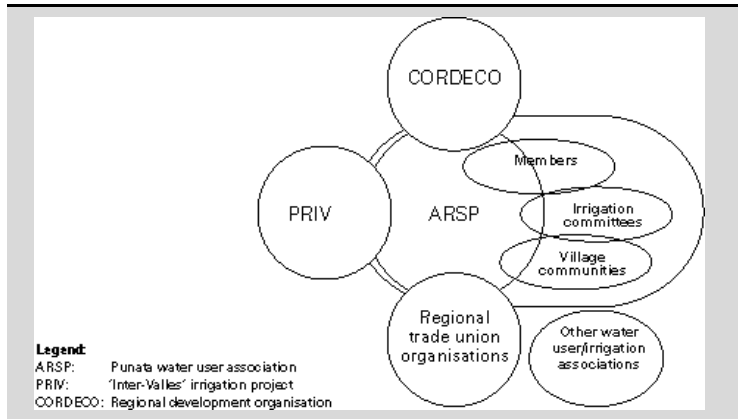 CORDECO
Members
PRIV
ARSP
Irrigation
committees
Village
communities
Regional
trade union
organisations
Other water
user/irrigation
associations
Legend:
ARSP: Punata water user association
PRIV: 'Inter-Valles' irrigation project
CORDECO: Regional development organisation